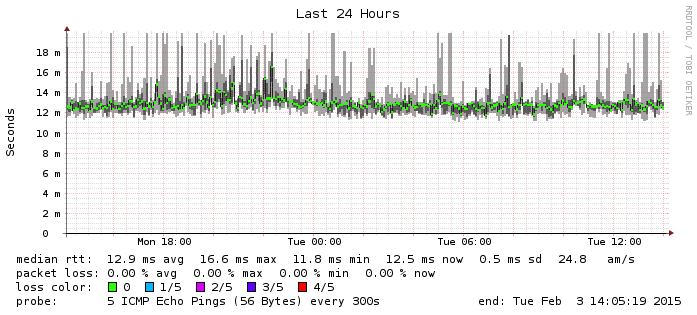 Last 24 Hours
RRDTOOL / TOBI OETIKER
Seconds
18 m
16 m
14 m
12 m
10 m
8 m
6 m
4 m
2 m
0
Mon 18:00 Tue 00:00 Tue 06:00 Tue 12:00
median rtt: 12.9 ms avg 16.6 ms max 11.8 ms min 12.5 ms now 0.5 ms sd 24.8 am/s
packet loss: 0.00 % avg 0.00 % max 0.00 % min 0.00 % now
loss color: 0 1/5 2/5 3/5 4/5
probe: 5 ICMP Echo Pings (56 Bytes) every 300s end: Tue Feb 3 14:05:19 2015